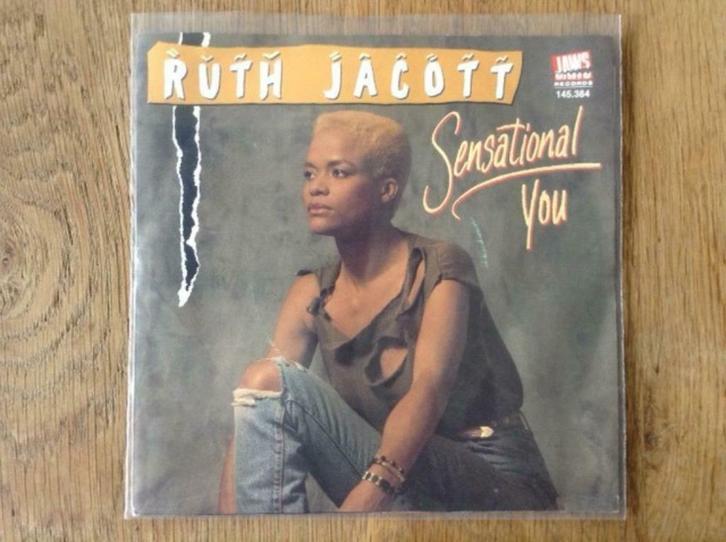 RUTH JACOTT
JAWS
RECORDS
145.384
Sensational
You